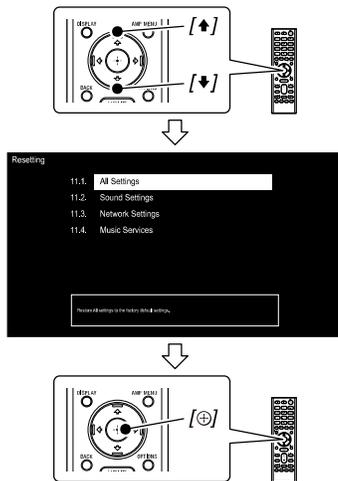 DISPLAY
AMP MENU
[↑]
[↓]
BACK
Resetting
11.1. All Settings
11.2. Sound Settings
11.3. Network Settings
11.4. Music Services
Restore All settings to the factory default settings.
DISPLAY
AMP MENU
[⊕]
BACK
OPTIONS